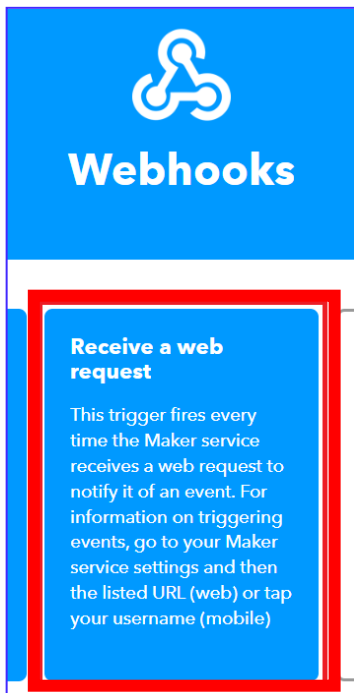 Webhooks
Receive a web
request
This trigger fires every
time the Maker service
receives a web request to
notify it of an event. For
information on triggering
events, go to your Maker
service settings and then
the listed URL (web) or tap
your username (mobile)